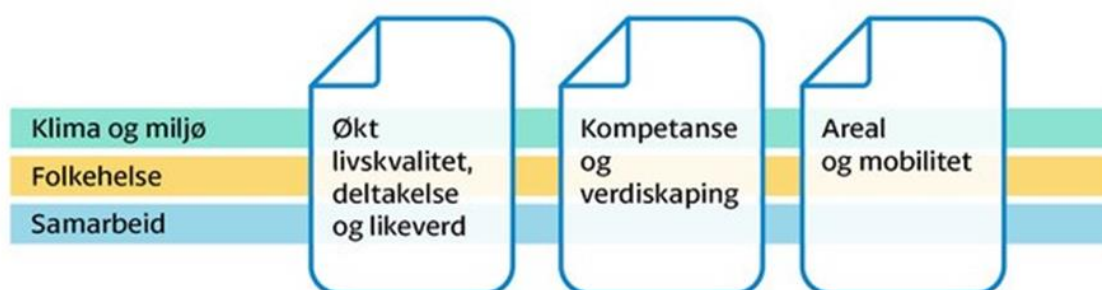 Klima og miljø
Folkehelse
Samarbeid
Økt
livskvalitet,
deltakelse
og likeverd
Kompetanse
og
verdiskaping
Areal
og mobilitet